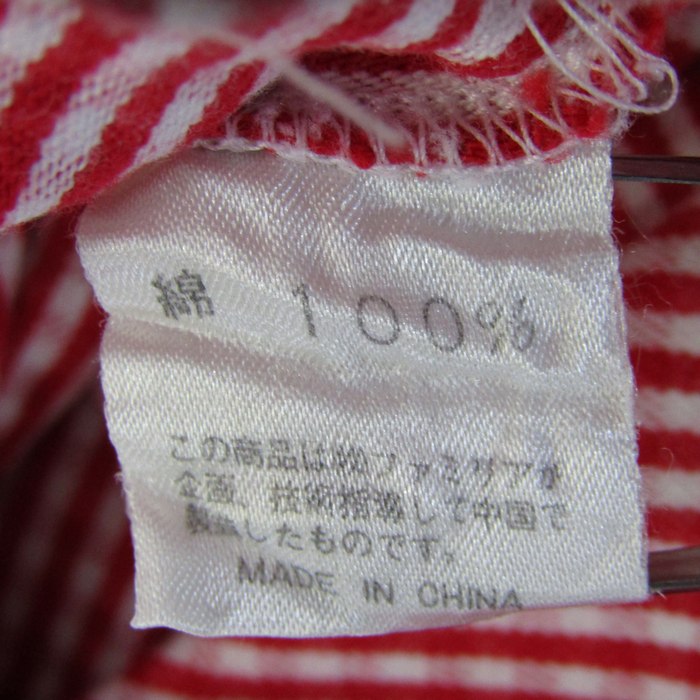 綿 100%
この商品は㈱ファミリアが
企画、技術指導して中国で
製造したものです。
MADE IN CHINA